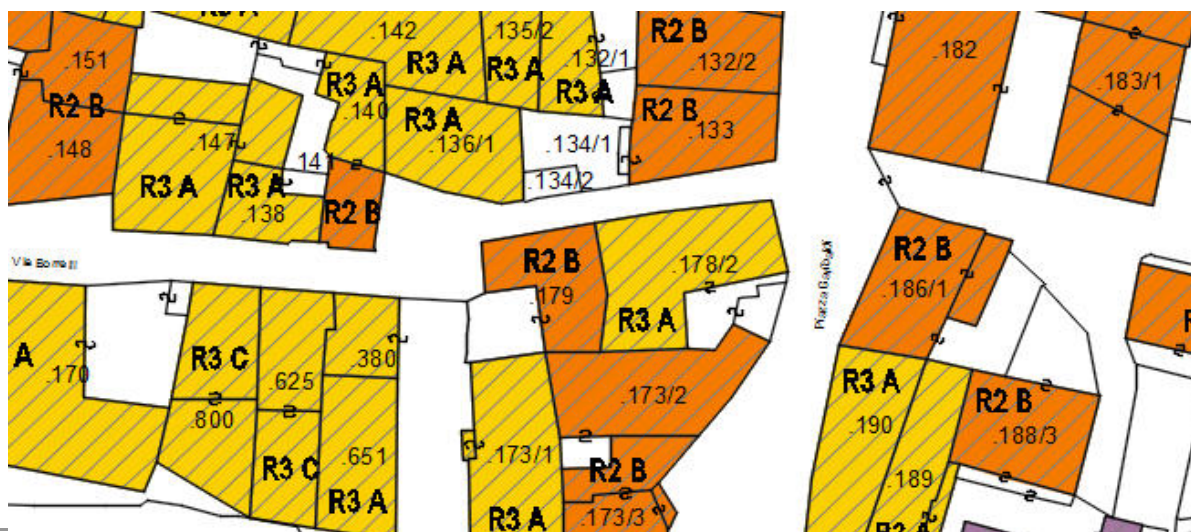 R3 A
.142
.135/2
R2 B
.151
.132/1
.132/2
.182
R3 A
R3 A
R3 A
R3 A
.183/1
R2 B
.140
R3 A
R2 B
.133
.148
.147
.141
.136/1
.134/1
R3 A
R3 A
.134/2
.138
R2 B
R2 B
R2 B
.178/2
.179
.186/1
R3 A
A
.170
R3 C
.380
R3 A
.625
R2 B
.173/2
.800
.190
.188/3
.651
.173/1
R2 B
.189
R3 C
R3 A
R3 A
.173/3
R3 A